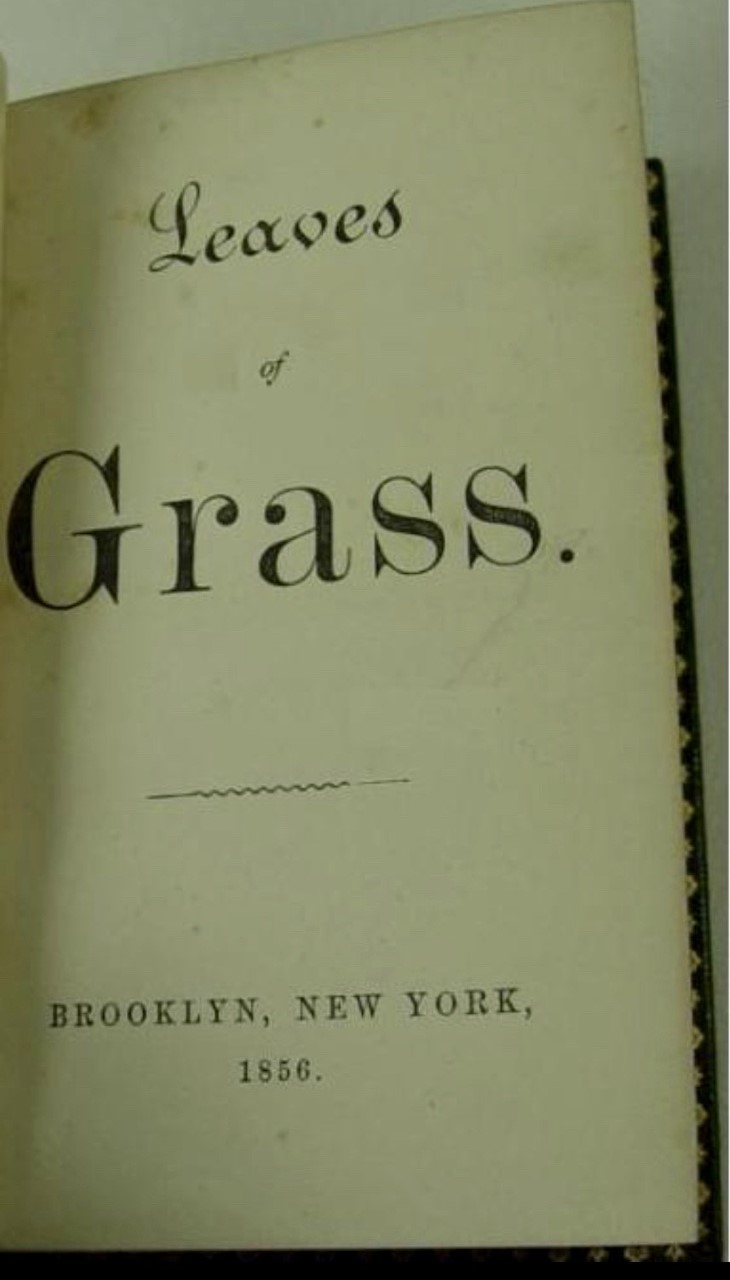 Leaves
of
Grass.
BROOKLYN, NEW YORK,
1856.